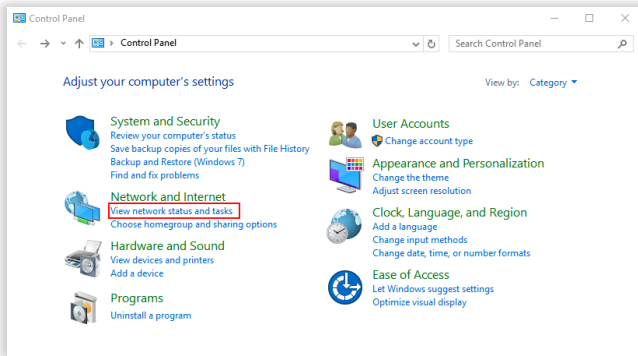 Control Panel
Control Panel
Search Control Panel
Adjust your computer's settings
View by: Category
System and Security
Review your computer's status
Save backup copies of your files with File History
Backup and Restore (Windows 7)
Find and fix problems
Network and Internet
View network status and tasks
Choose homegroup and sharing options
Hardware and Sound
View devices and printers
Add a device
Programs
Uninstall a program
User Accounts
Change account type
Appearance and Personalization
Change the theme
Adjust screen resolution
Clock, Language, and Region
Add a language
Change input methods
Change date, time, or number formats
Ease of Access
Let Windows suggest settings
Optimize visual display